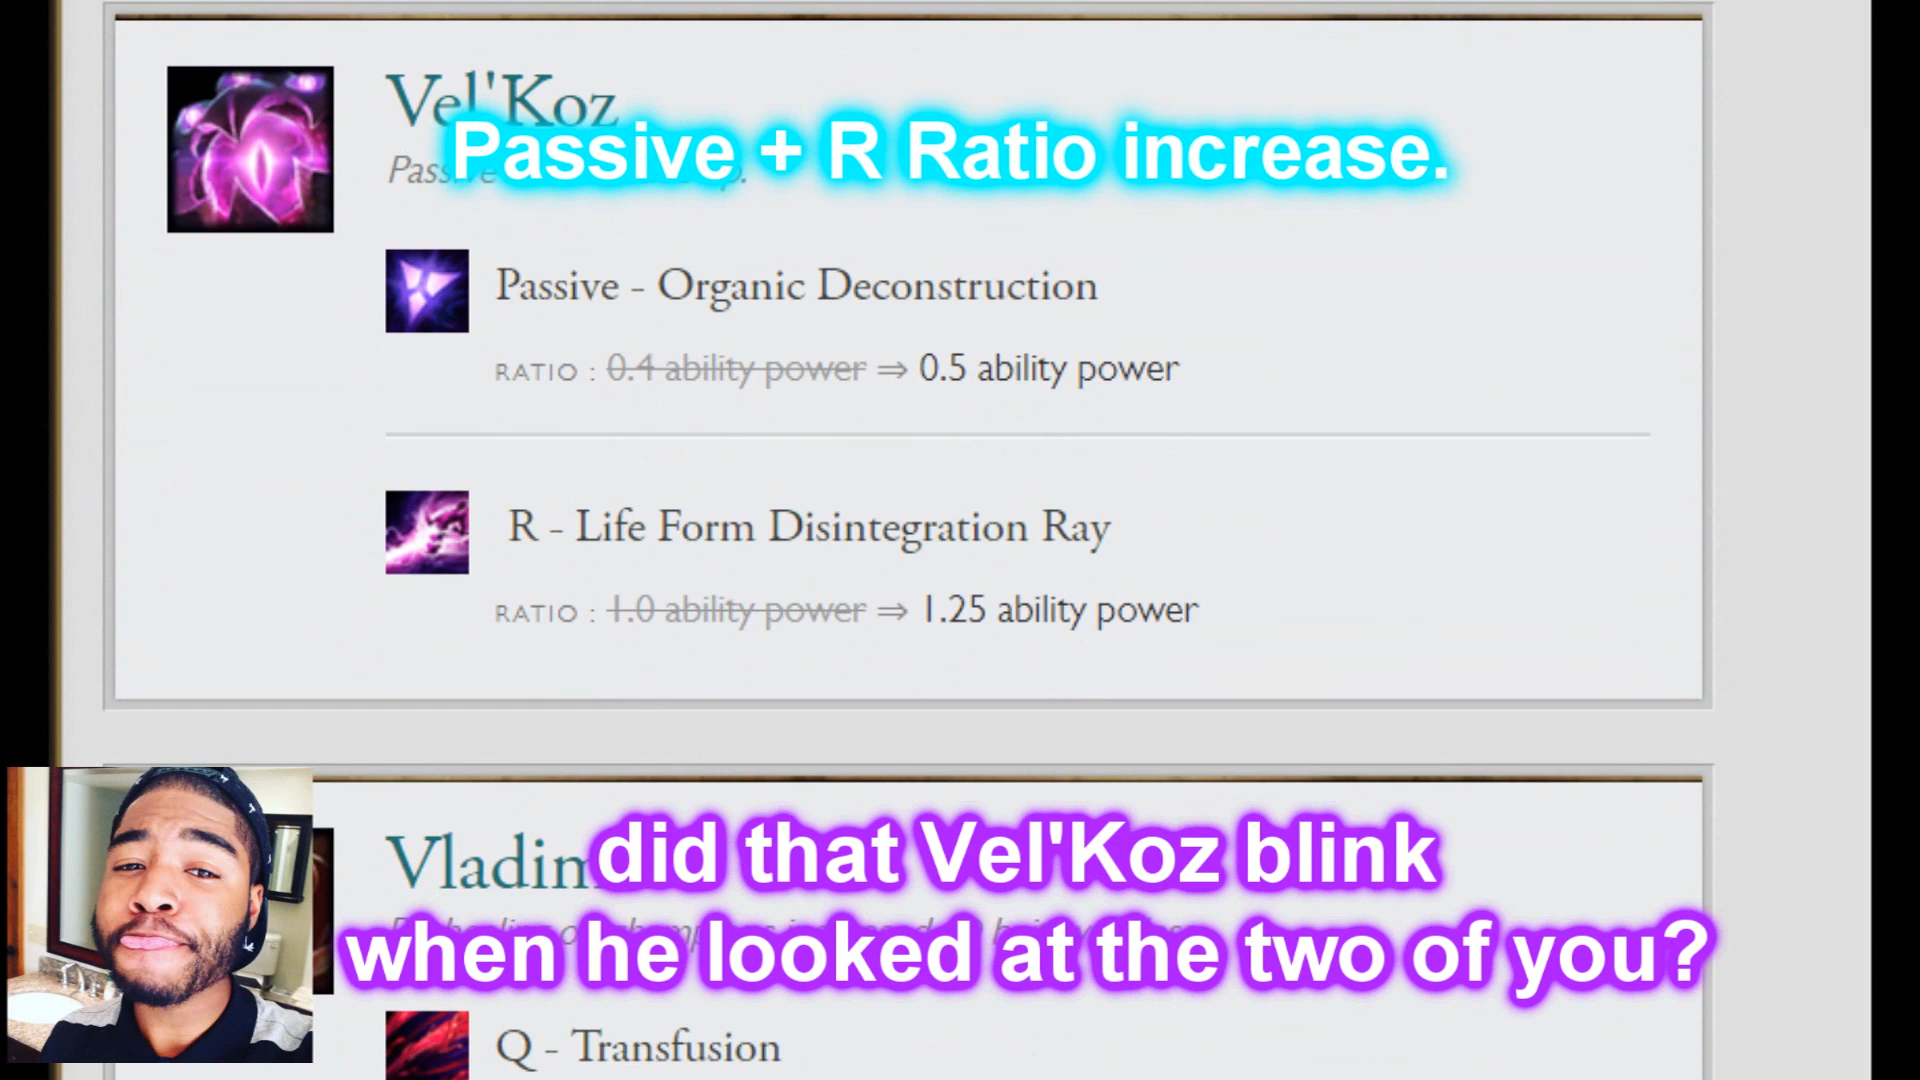 Vel'Koz
Passive + R Ratio increase.
Passive - Organic Deconstruction
RATIO : 0.4 ability power ⇒ 0.5 ability power
R - Life Form Disintegration Ray
RATIO : 1.0 ability power ⇒ 1.25 ability power
Vladim
did that Vel'Koz blink
when he looked at the two of you?
Q - Transfusion